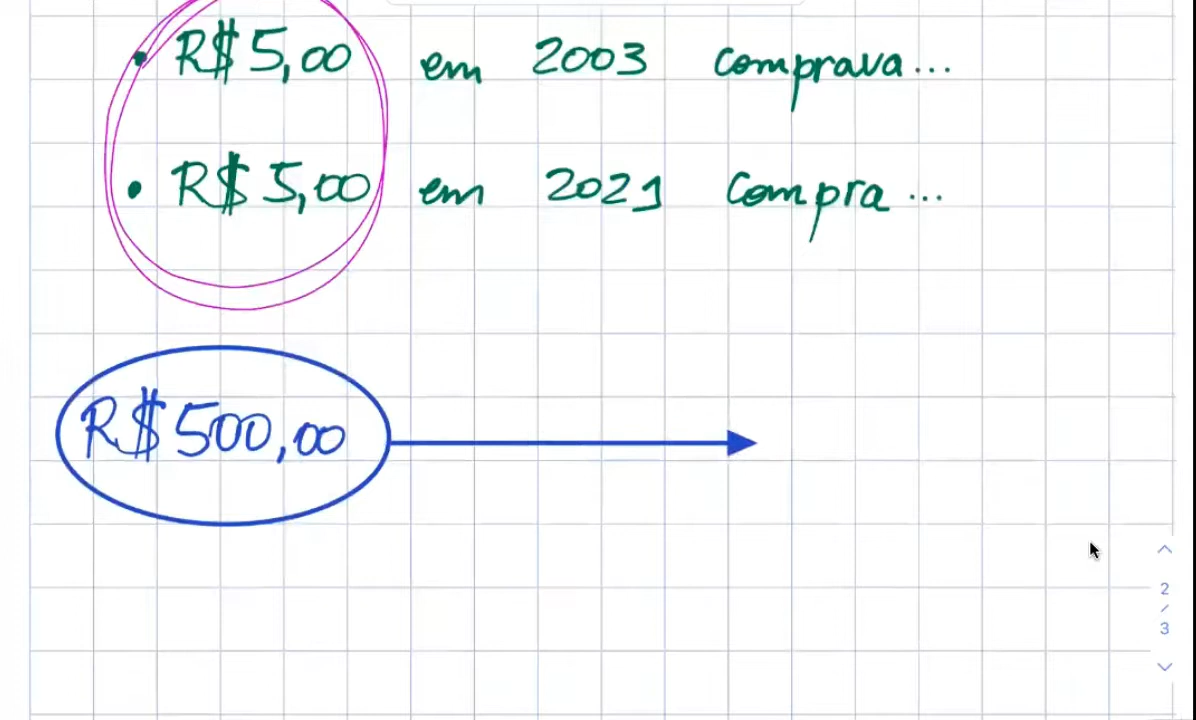 • R$ 5,00 em 2003 comprava...
• R$ 5,00 em 2021 compra...
R$ 500,00
2
/
3